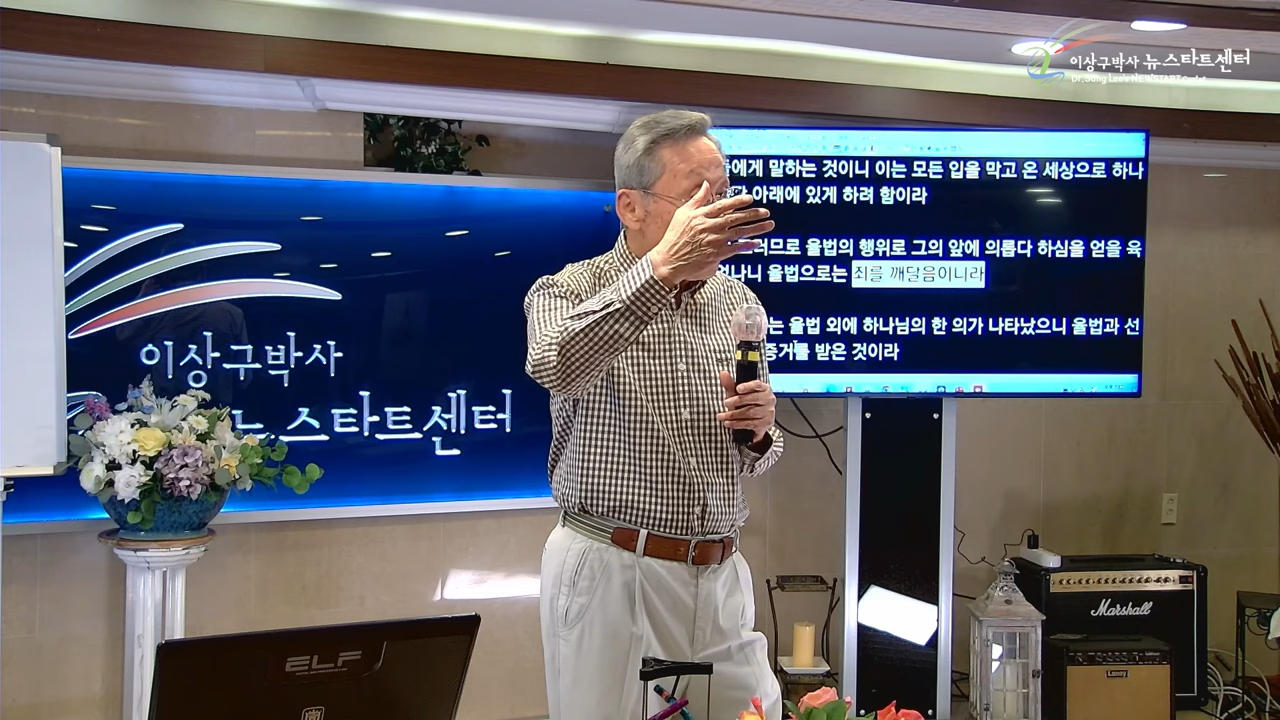 이상구박사 뉴스타트센터
에게 말하는 것이니 이는 모든 입을 막고 온 세상으로 하나
아래에 있게 하려 함이라
그러므로 율법의 행위로 그의 앞에 의롭다 하심을 얻을 육
나니 율법으로는 죄를 깨달음이니라
는 율법 외에 하나님의 한 의가 나타났으니 율법과 선
증거를 받은 것이라
이상구박사
뉴스타트센터
ELF
Marshall
Laney